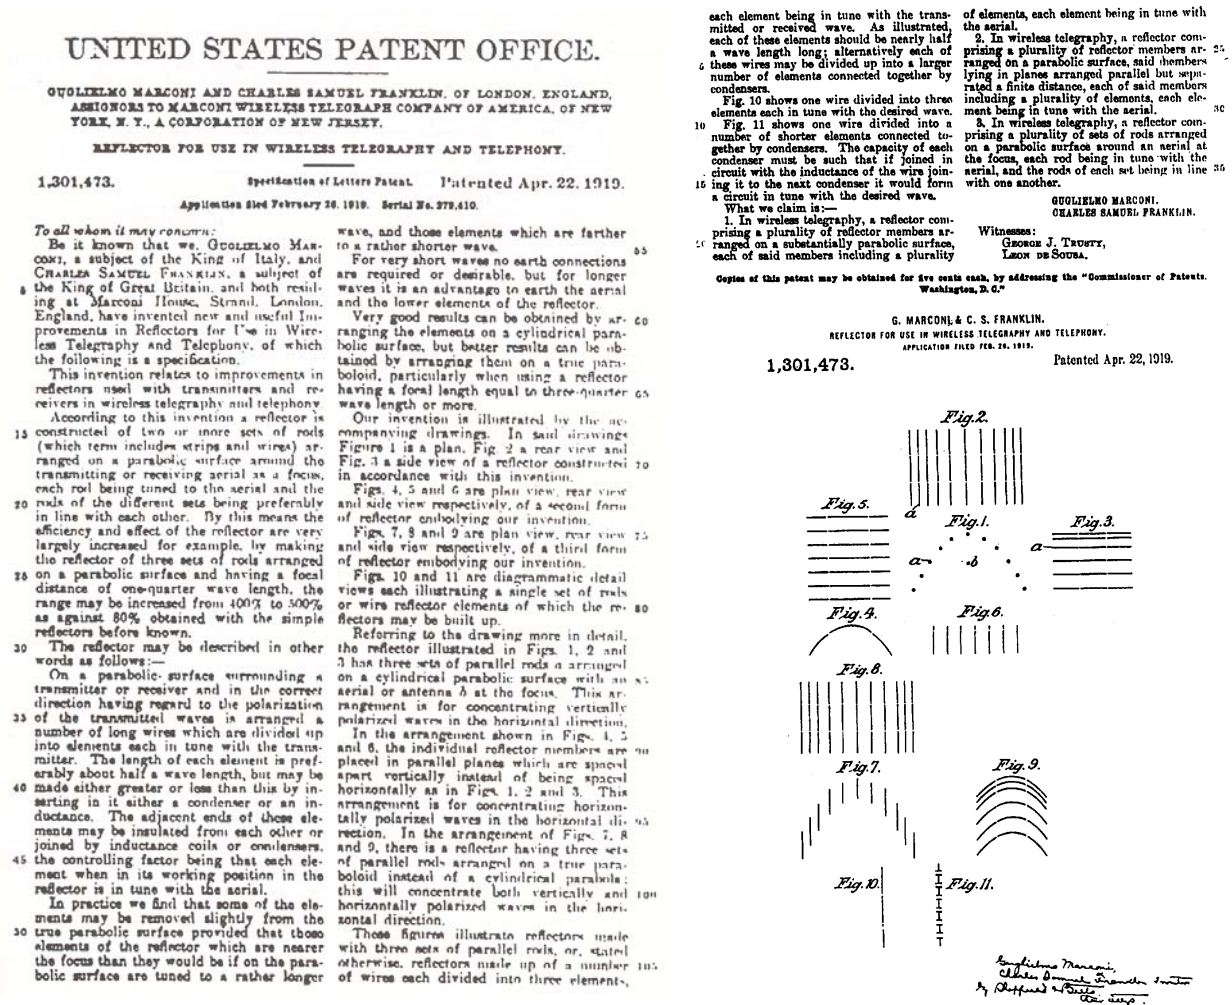 UNITED STATES PATENT OFFICE.
GUGLIELMO MARCONI AND CHARLES SAMUEL FRANKLIN, OF LONDON, ENGLAND,
ASSIGNORS TO MARCONI WIRELESS TELEGRAPH COMPANY OF AMERICA, OF NEW
YORK, N. Y., A CORPORATION OF NEW JERSEY.
REFLECTOR FOR USE IN WIRELESS TELEGRAPHY AND TELEPHONY.
1,301,473. Specification of Letters Patent. Patented Apr. 22, 1919.
Application filed February 26, 1919. Serial No. 279,410.
To all whom it may concern:
Be it known that we, GUGLIELMO MAR-
CONI, a subject of the King of Italy, and
CHARLES SAMUEL FRANKLIN, a subject of
5 the King of Great Britain, and both resid-
ing at Marconi House, Strand, London,
England, have invented new and useful Im-
provements in Reflectors for Use in Wire-
less Telegraphy and Telephony, of which
the following is a specification.
This invention relates to improvements in
reflectors used with transmitters and re-
ceivers in wireless telegraphy and telephony.
According to this invention a reflector is
15 constructed of two or more sets of rods
(which term includes strips and wires) ar-
ranged on a parabolic surface around the
transmitting or receiving aerial as a focus,
each rod being tuned to the aerial and the
20 rods of the different sets being preferably
in line with each other. By this means the
efficiency and effect of the reflector are very
largely increased for example, by making
the reflector of three sets of rods arranged
25 on a parabolic surface and having a focal
distance of one-quarter wave length, the
range may be increased from 400% to 500%
as against 80% obtained with the simple
reflectors before known.
30 The reflector may be described in other
words as follows:—
On a parabolic surface surrounding a
transmitter or receiver and in the correct
direction having regard to the polarization
35 of the transmitted waves is arranged a
number of long wires which are divided up
into elements each in tune with the trans-
mitter. The length of each element is pref-
erably about half a wave length, but may be
40 made either greater or less than this by in-
serting in it either a condenser or an in-
ductance. The adjacent ends of these ele-
ments may be insulated from each other or
joined by inductance coils or condensers,
45 the controlling factor being that each ele-
ment when in its working position in the
reflector is in tune with the aerial.
In practice we find that some of the ele-
ments may be removed slightly from the
50 true parabolic surface provided that those
elements of the reflector which are nearer
the focus than they would be if on the para-
bolic surface are tuned to a rather longer
wave, and those elements which are farther
to a rather shorter wave. 55
For very short waves no earth connections
are required or desirable, but for longer
waves it is an advantage to earth the aerial
and the lower elements of the reflector.
Very good results can be obtained by ar- 60
ranging the elements on a cylindrical para-
bolic surface, but better results can be ob-
tained by arranging them on a true para-
boloid, particularly when using a reflector
having a focal length equal to three-quarter 65
wave length or more.
Our invention is illustrated by the ac-
companying drawings. In said drawings
Figure 1 is a plan, Fig. 2 a rear view and
Fig. 3 a side view of a reflector constructed 70
in accordance with this invention.
Figs. 4, 5 and 6 are plan view, rear view
and side view respectively, of a second form
of reflector embodying our invention.
Figs. 7, 8 and 9 are plan view, rear view 75
and side view respectively, of a third form
of reflector embodying our invention.
Figs. 10 and 11 are diagrammatic detail
views each illustrating a single set of rods
or wire reflector elements of which the re- 80
flectors may be built up.
Referring to the drawing more in detail,
the reflector illustrated in Figs. 1, 2 and
3 has three sets of parallel rods a arranged
on a cylindrical parabolic surface with an 85
aerial or antenna b at the focus. This ar-
rangement is for concentrating vertically
polarized waves in the horizontal direction.
In the arrangement shown in Figs. 4, 5
and 6, the individual reflector members are 90
placed in parallel planes which are spaced
apart vertically instead of being spaced
horizontally as in Figs. 1, 2 and 3. This
arrangement is for concentrating horizon-
tally polarized waves in the horizontal di- 95
rection. In the arrangement of Figs. 7, 8
and 9, there is a reflector having three sets
of parallel rods arranged on a true para-
boloid instead of a cylindrical parabola;
this will concentrate both vertically and 100
horizontally polarized waves in the hori-
zontal direction.
These figures illustrate reflectors made
with three sets of parallel rods, or, stated
otherwise, reflectors made up of a number 105
of wires each divided into three elements,
each element being in tune with the trans-
mitted or received wave. As illustrated,
each of these elements should be nearly half
a wave length long; alternatively each of
5 these wires may be divided up into a larger
number of elements connected together by
condensers.
Fig. 10 shows one wire divided into three
elements each in tune with the desired wave.
10 Fig. 11 shows one wire divided into a
number of shorter elements connected to-
gether by condensers. The capacity of each
condenser must be such that if joined in
circuit with the inductance of the wire join-
15 ing it to the next condenser it would form
a circuit in tune with the desired wave.
What we claim is:—
1. In wireless telegraphy, a reflector com-
prising a plurality of reflector members ar-
20 ranged on a substantially parabolic surface,
each of said members including a plurality
of elements, each element being in tune with
the aerial.
2. In wireless telegraphy, a reflector com-
prising a plurality of reflector members ar- 25
ranged on a parabolic surface, said members
lying in planes arranged parallel but sepa-
rated a finite distance, each of said members
including a plurality of elements, each ele-
ment being in tune with the aerial. 30
3. In wireless telegraphy, a reflector com-
prising a plurality of sets of rods arranged
on a parabolic surface around an aerial at
the focus, each rod being in tune with the
aerial, and the rods of each set being in line 35
with one another.
GUGLIELMO MARCONI.
CHARLES SAMUEL FRANKLIN.
Witnesses:
GEORGE J. TRUSTY,
LEON DE SOUSA.
Copies of this patent may be obtained for five cents each, by addressing the "Commissioner of Patents,
Washington, D. C."
G. MARCONI & C. S. FRANKLIN.
REFLECTOR FOR USE IN WIRELESS TELEGRAPHY AND TELEPHONY.
APPLICATION FILED FEB. 26, 1919.
1,301,473. Patented Apr. 22, 1919.
Fig.2.
a
Fig.5. Fig.1. Fig.3.
a b a
Fig.4. Fig.6.
Fig.8.
Fig.7. Fig.9.
Fig.10. Fig.11.
Guglielmo Marconi,
Charles Samuel Franklin
by Sheffield & Betts